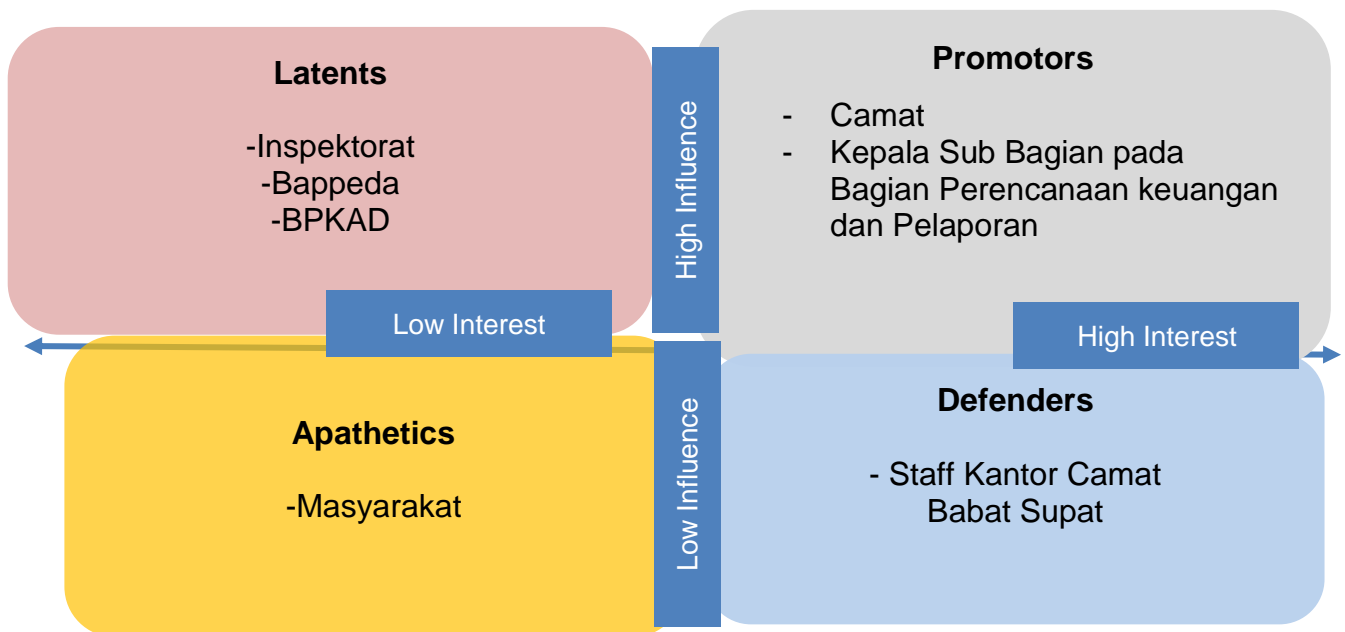 Latents
-Inspektorat
-Bappeda
-BPKAD
High Influence
Promotors
- Camat
- Kepala Sub Bagian pada
Bagian Perencanaan keuangan
dan Pelaporan
Low Interest
High Interest
Apathetics
-Masyarakat
Low Influence
Defenders
- Staff Kantor Camat
Babat Supat